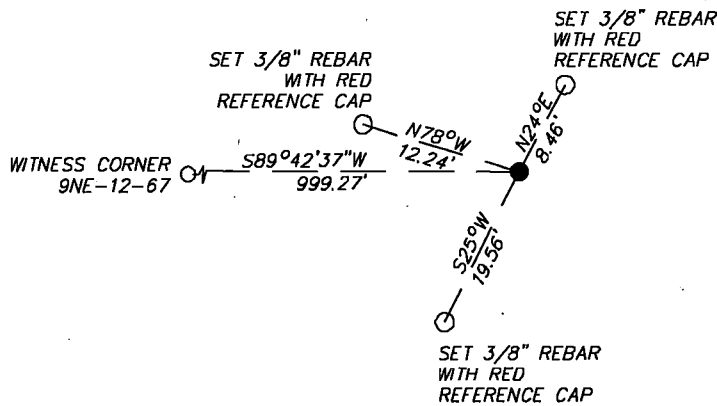 SET 3/8" REBAR
WITH RED
REFERENCE CAP
SET 3/8" REBAR
WITH RED
REFERENCE CAP
N24°E
8.46'
N78°W
12.24'
WITNESS CORNER
9NE-12-67
S89°42'37"W
999.27'
S25°W
19.56'
SET 3/8" REBAR
WITH RED
REFERENCE CAP